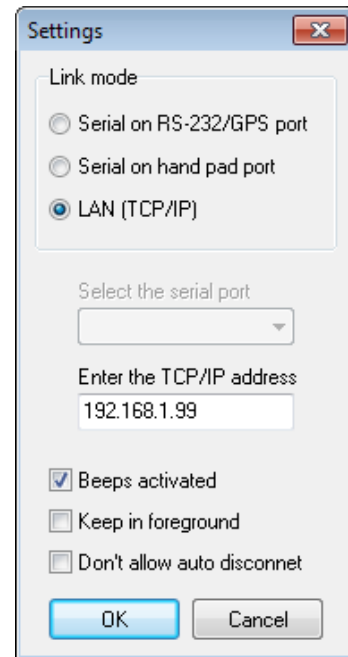 Settings
Link mode
Serial on RS-232/GPS port
Serial on hand pad port
LAN (TCP/IP)
Select the serial port
Enter the TCP/IP address
192.168.1.99
Beeps activated
Keep in foreground
Don't allow auto disconnet
OK
Cancel